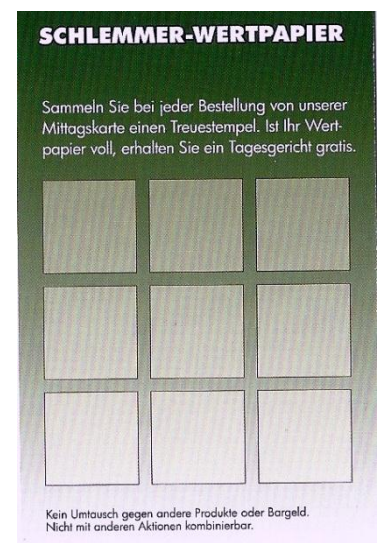 SCHLEMMER-WERTPAPIER
Sammeln Sie bei jeder Bestellung von unserer
Mittagskarte einen Treuestempel. Ist Ihr Wert-
papier voll, erhalten Sie ein Tagesgericht gratis.
Kein Umtausch gegen andere Produkte oder Bargeld.
Nicht mit anderen Aktionen kombinierbar.